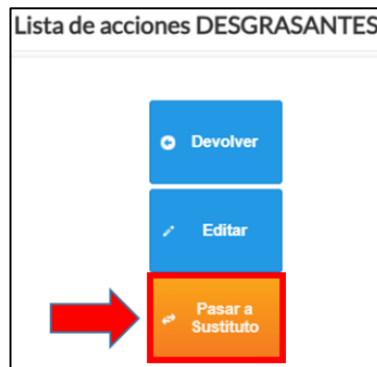 Lista de acciones DESGRASANTES
Devolver
Editar
Pasar a
Sustituto